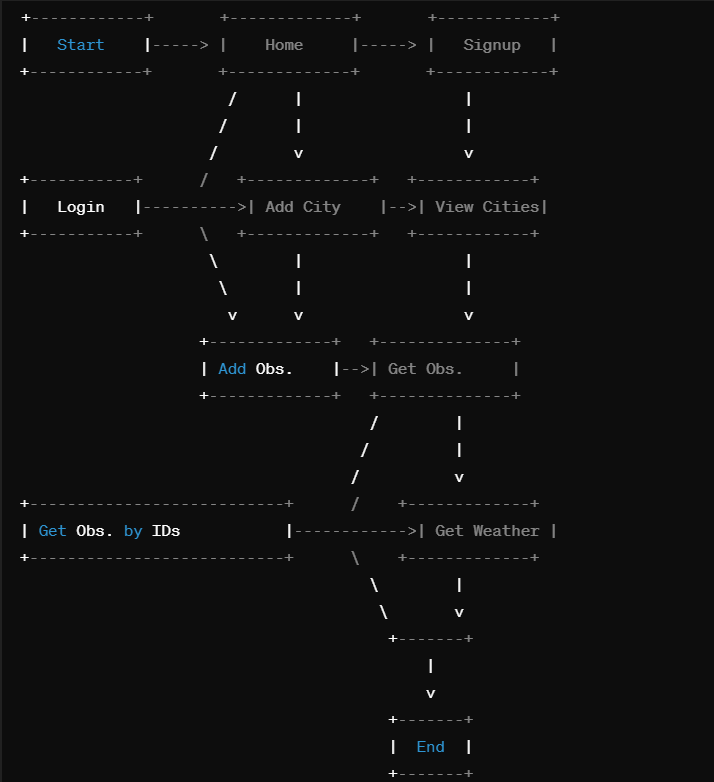 +------------+       +-------------+       +------------+
|   Start    |-----> |    Home     |-----> |   Signup   |
+------------+       +-------------+       +------------+
                      /      |                 |
                     /       |                 |
                    /        v                 v
+-----------+      /   +-------------+   +------------+
|   Login   |---------->| Add City    |-->| View Cities|
+-----------+      \   +-------------+   +------------+
                    \        |                 |
                     \       |                 |
                      v      v                 v
                   +-------------+   +--------------+
                   | Add Obs.    |-->| Get Obs.     |
                   +-------------+   +--------------+
                                     /        |
                                    /         |
                                   /          v
+---------------------------+      /    +-------------+
| Get Obs. by IDs           |------------>| Get Weather |
+---------------------------+      \    +-------------+
                                     \        |
                                      \       v
                                       +-------+
                                           |
                                           v
                                       +-------+
                                       |  End  |
                                       +-------+